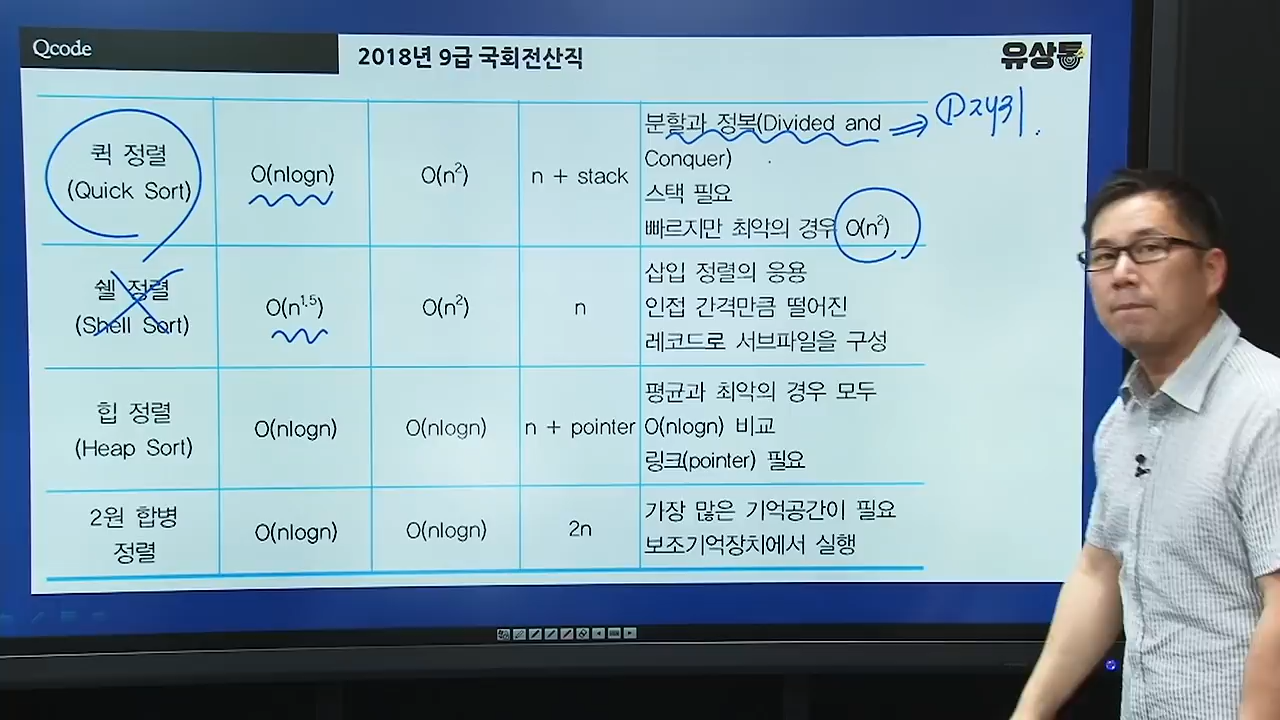 Qcode
2018년 9급 국회전산직
유상통
퀵 정렬
(Quick Sort)
O(nlogn)
O(n²)
n + stack
분할과 정복(Divided and
Conquer)
스택 필요
빠르지만 최악의 경우 O(n²)
① 재귀
쉘 정렬
(Shell Sort)
O(n¹·⁵)
O(n²)
n
삽입 정렬의 응용
인접 간격만큼 떨어진
레코드로 서브파일을 구성
힙 정렬
(Heap Sort)
O(nlogn)
O(nlogn)
n + pointer
평균과 최악의 경우 모두
O(nlogn) 비교
링크(pointer) 필요
2원 합병
정렬
O(nlogn)
O(nlogn)
2n
가장 많은 기억공간이 필요
보조기억장치에서 실행